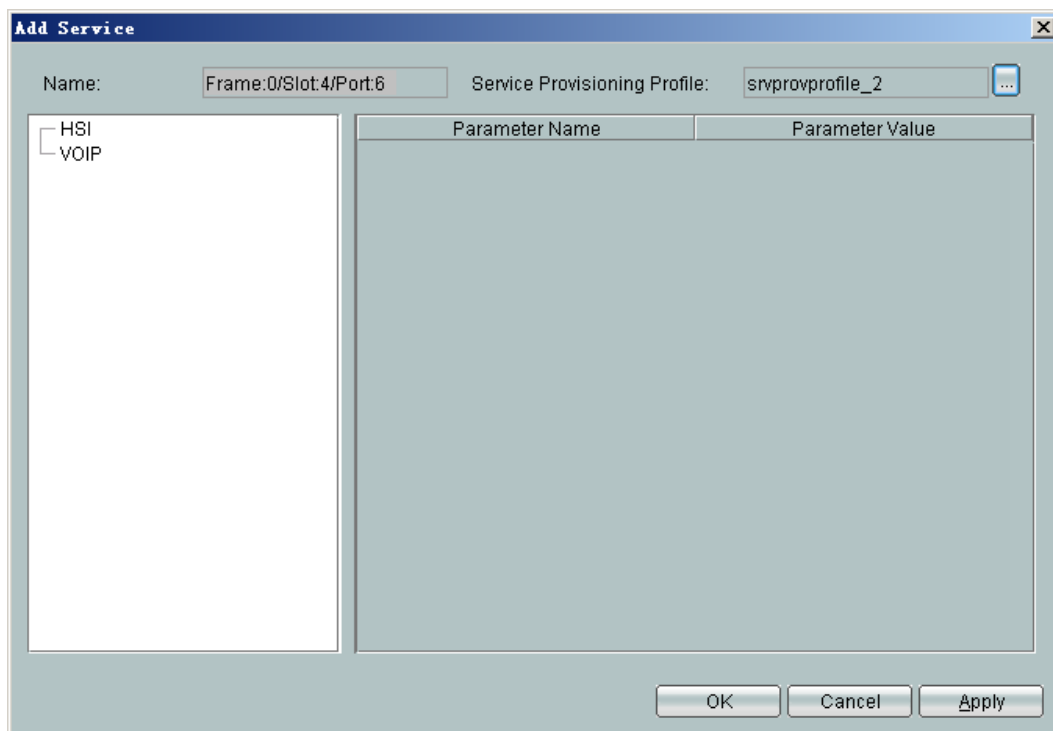 Add Service
Name: Frame:0/Slot:4/Port:6 Service Provisioning Profile: srvprovprofile_2 ...
HSI
VOIP
Parameter Name Parameter Value
OK Cancel Apply